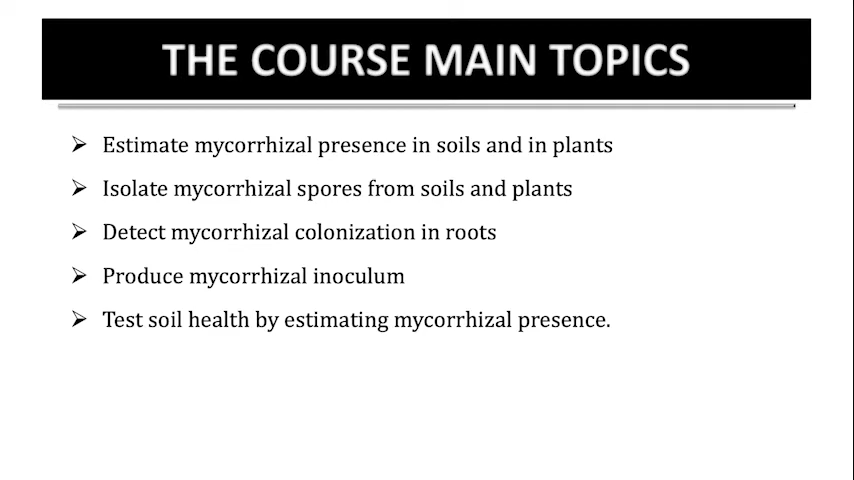 THE COURSE MAIN TOPICS
➢ Estimate mycorrhizal presence in soils and in plants
➢ Isolate mycorrhizal spores from soils and plants
➢ Detect mycorrhizal colonization in roots
➢ Produce mycorrhizal inoculum
➢ Test soil health by estimating mycorrhizal presence.